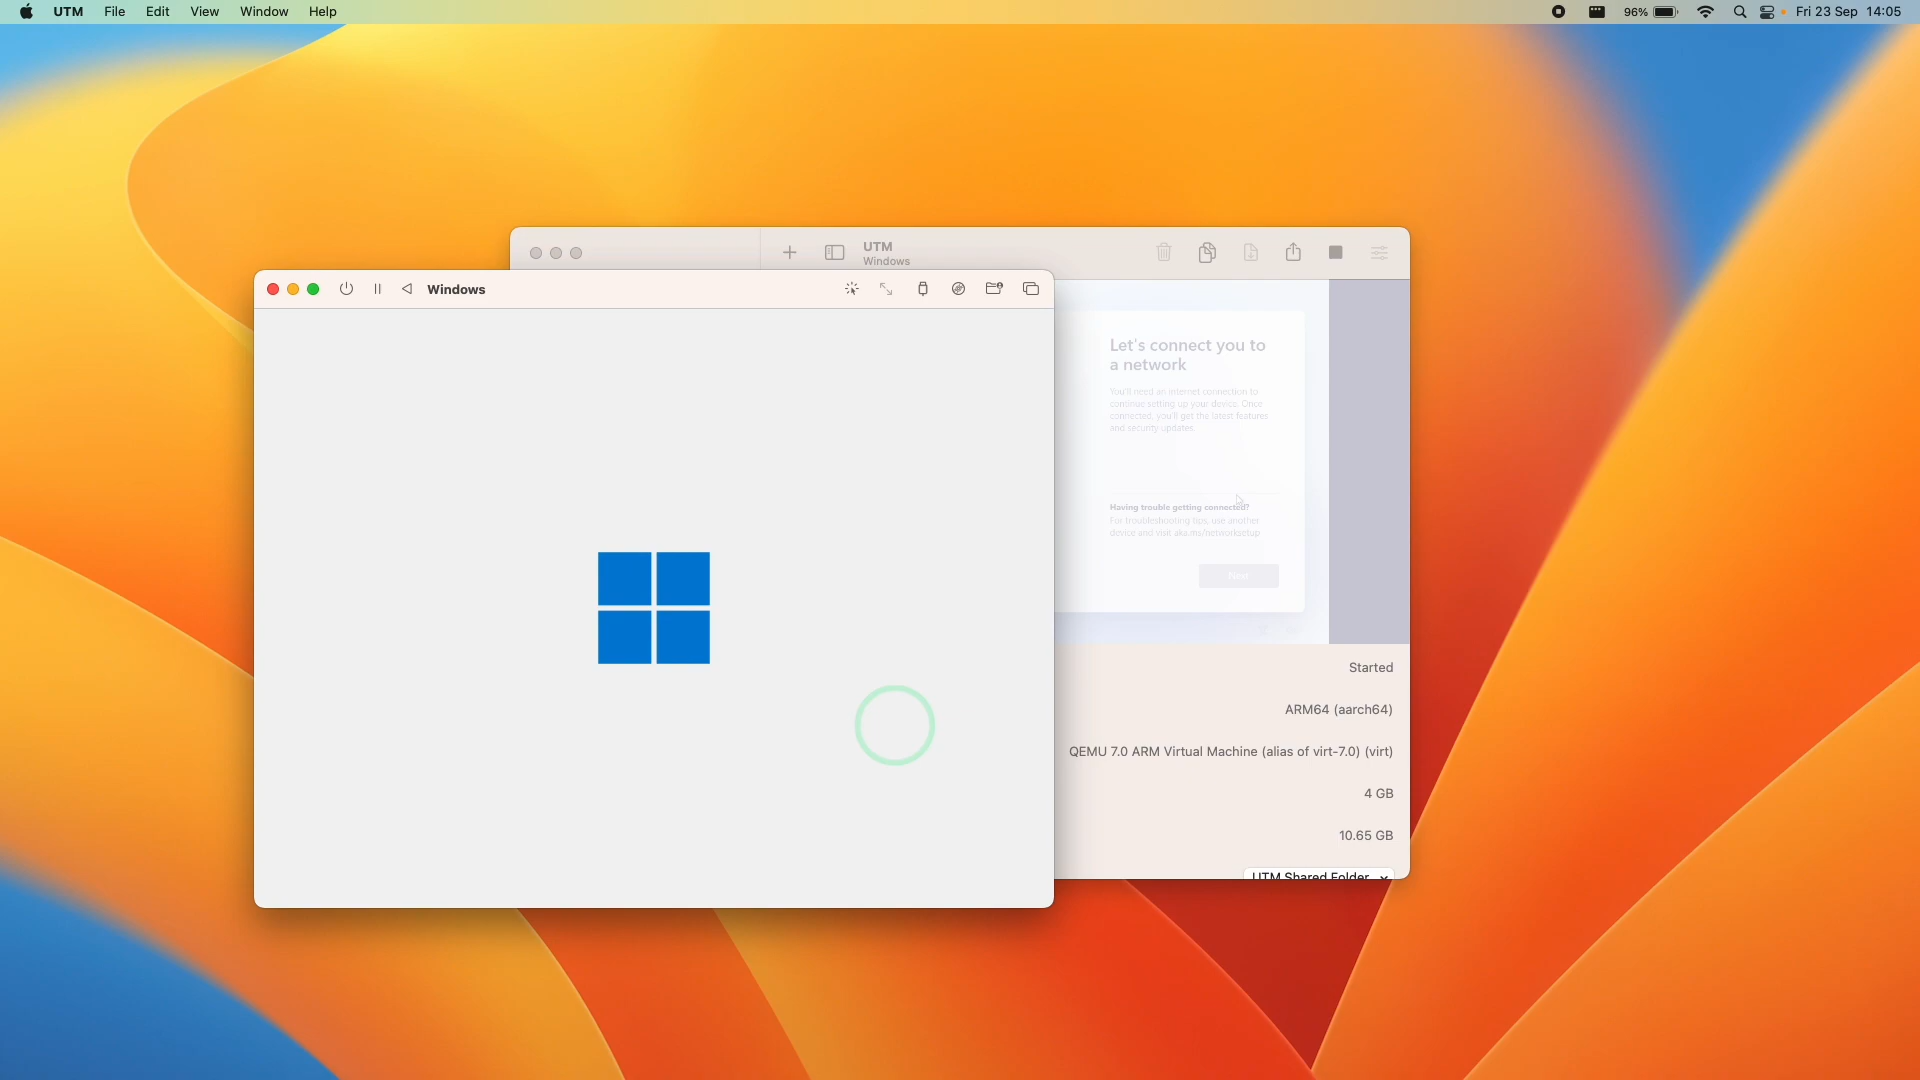 UTM File Edit View Window Help
96% Fri 23 Sep 14:05
UTM
Windows
Windows
Let's connect you to
a network
You'll need an internet connection to
continue setting up your device. Once
connected, you'll get the latest features
and security updates.
Having trouble getting connected?
For troubleshooting tips, use another
device and visit aka.ms/networksetup
Next
Started
ARM64 (aarch64)
QEMU 7.0 ARM Virtual Machine (alias of virt-7.0) (virt)
4 GB
10.65 GB
UTM Shared Folder